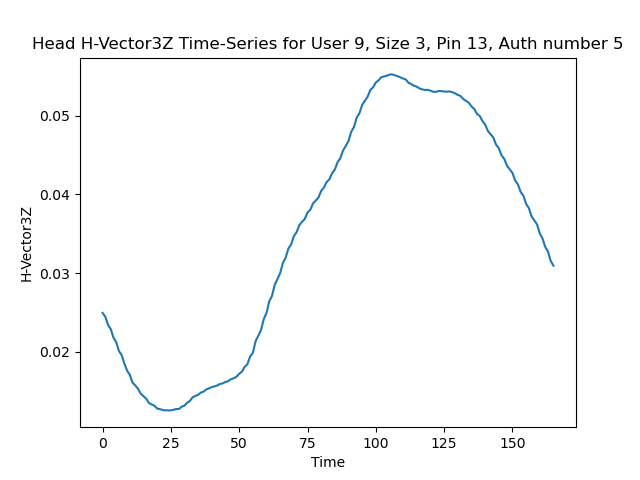 Head H-Vector3Z Time-Series for User 9, Size 3, Pin 13, Auth number 5
0.05
0.04
0.03
0.02
H-Vector3Z
0 25 50 75 100 125 150
Time